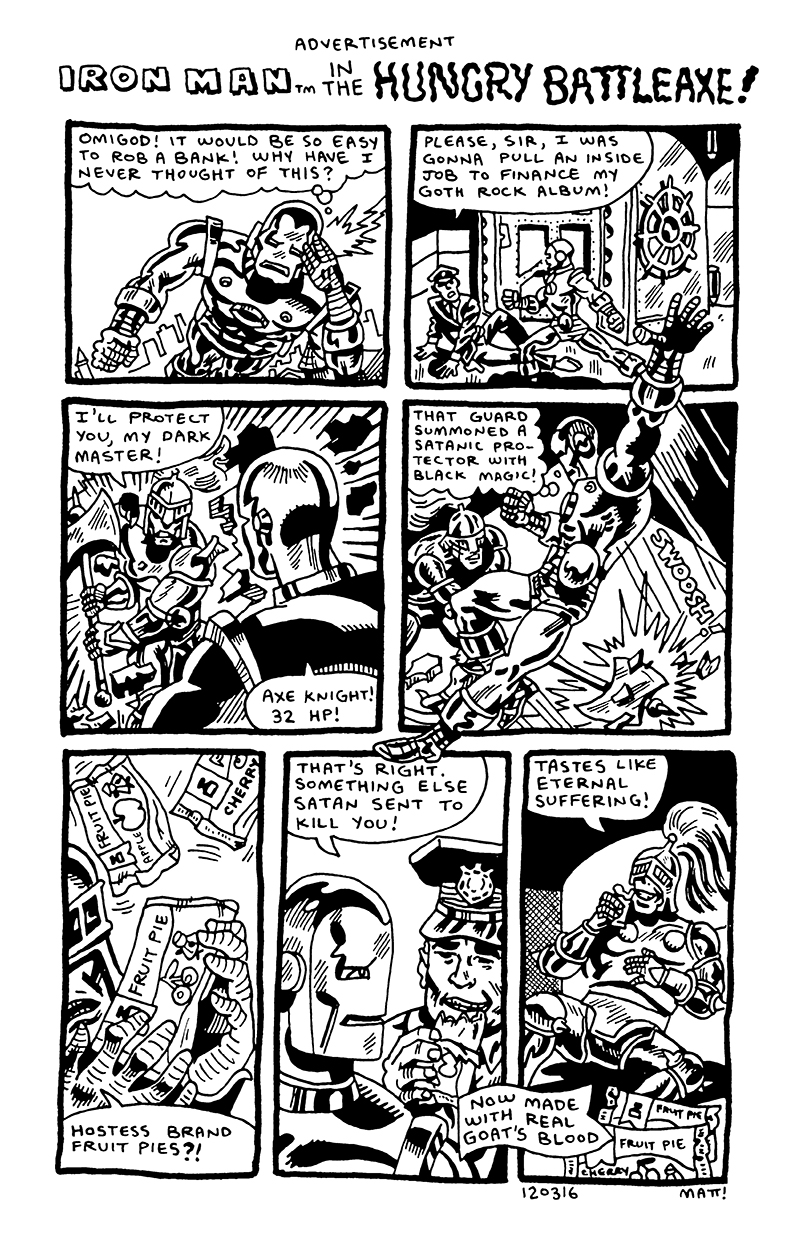 ADVERTISEMENT
IRON MAN TM IN THE HUNGRY BATTLEAXE!
OMIGOD! IT WOULD BE SO EASY
TO ROB A BANK! WHY HAVE I
NEVER THOUGHT OF THIS?
PLEASE, SIR, I WAS
GONNA PULL AN INSIDE
JOB TO FINANCE MY
GOTH ROCK ALBUM!
I'LL PROTECT
YOU, MY DARK
MASTER!
AXE KNIGHT!
32 HP!
THAT GUARD
SUMMONED A
SATANIC PRO-
TECTOR WITH
BLACK MAGIC!
SWOOSH!
FRUIT PIE
APPLE
CHERRY
FRUIT PIE
HOSTESS BRAND
FRUIT PIES?!
THAT'S RIGHT.
SOMETHING ELSE
SATAN SENT TO
KILL YOU!
TASTES LIKE
ETERNAL
SUFFERING!
NOW MADE
WITH REAL
GOAT'S BLOOD
FRUIT PIE
FRUIT PIE
CHERRY
120316
MATT!